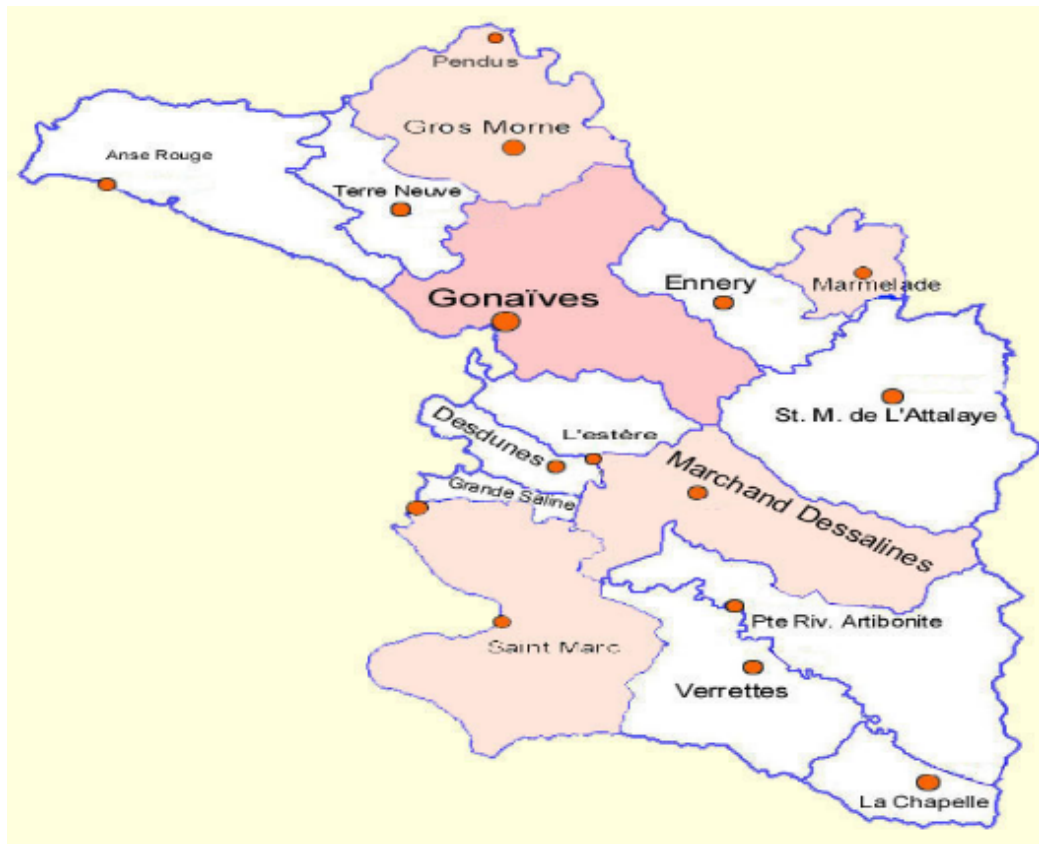 Pendus
Gros Morne
Anse Rouge
Terre Neuve
Ennery
Marmelade
Gonaïves
St. M. de L'Attalaye
Desdunes
L'estère
Marchand Dessalines
Grande Saline
Pte Riv. Artibonite
Saint Marc
Verrettes
La Chapelle